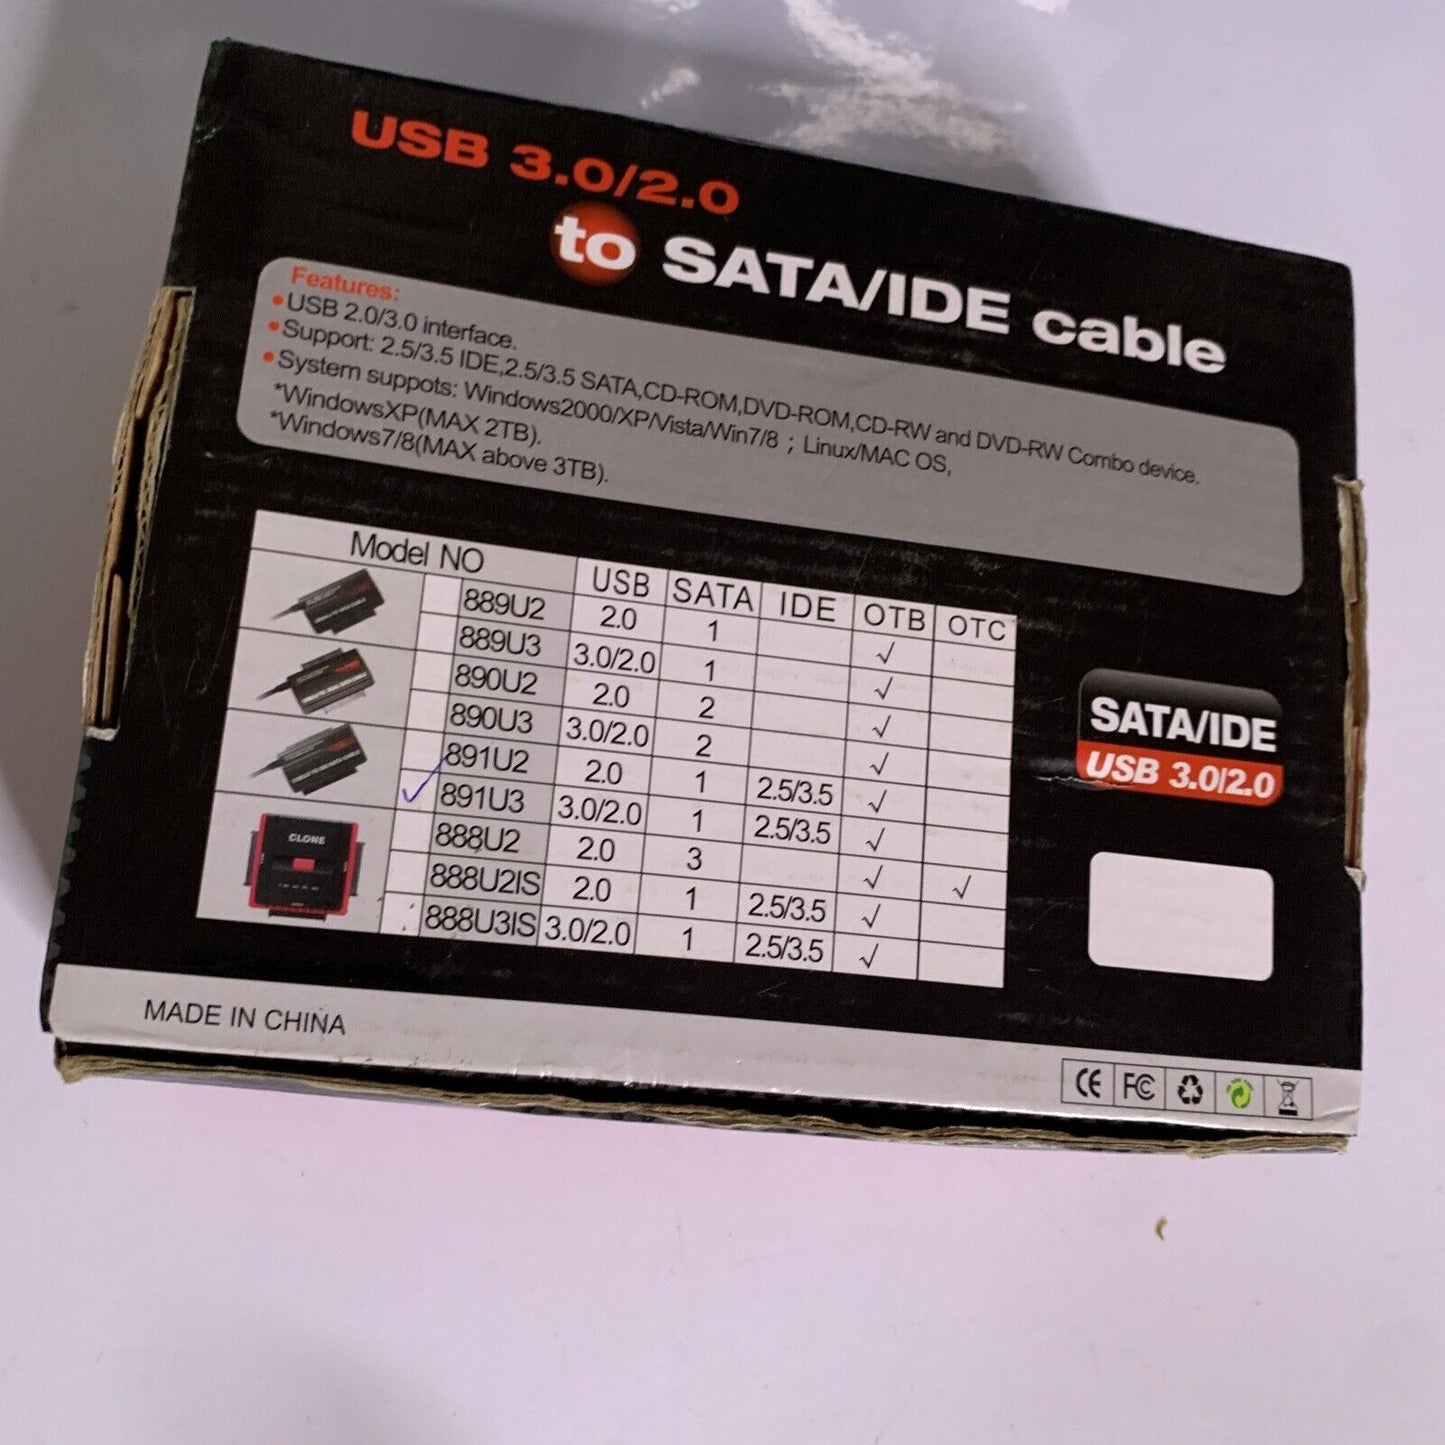 USB 3.0/2.0
to SATA/IDE cable
Features:
•USB 2.0/3.0 interface.
•Support: 2.5/3.5 IDE,2.5/3.5 SATA,CD-ROM,DVD-ROM,CD-RW and DVD-RW Combo device.
•System suppots: Windows2000/XP/Vista/Win7/8 ; Linux/MAC OS,
*WindowsXP(MAX 2TB).
*Windows7/8(MAX above 3TB).
Model NO USB SATA IDE OTB OTC
889U2 2.0 1 √
889U3 3.0/2.0 1 √
890U2 2.0 2 √
890U3 3.0/2.0 2 √
891U2 2.0 1 2.5/3.5 √
✓ 891U3 3.0/2.0 1 2.5/3.5 √
888U2 2.0 3 √ √
888U2IS 2.0 1 2.5/3.5 √
888U3IS 3.0/2.0 1 2.5/3.5 √
CLONE
SATA/IDE
USB 3.0/2.0
MADE IN CHINA
CE FC